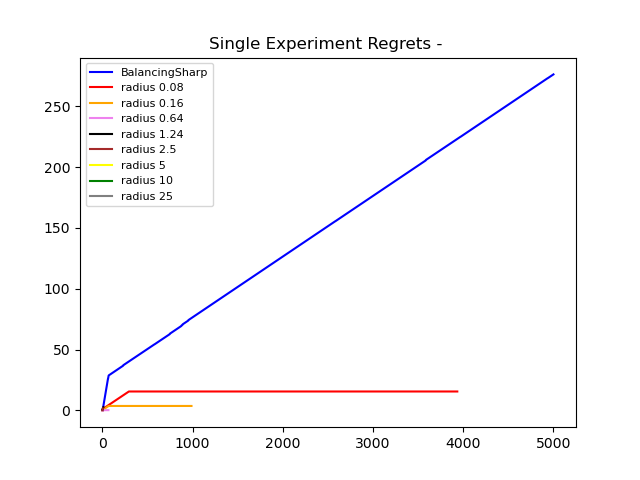 Single Experiment Regrets -
BalancingSharp
radius 0.08
radius 0.16
radius 0.64
radius 1.24
radius 2.5
radius 5
radius 10
radius 25
250
200
150
100
50
0
0 1000 2000 3000 4000 5000